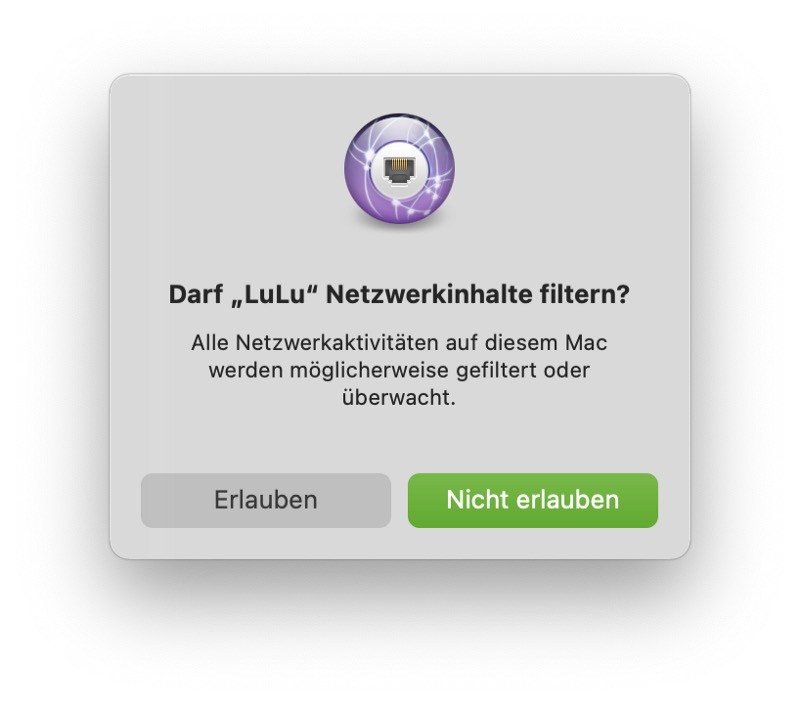 Darf „LuLu“ Netzwerkinhalte filtern?
Alle Netzwerkaktivitäten auf diesem Mac
werden möglicherweise gefiltert oder
überwacht.
Erlauben
Nicht erlauben